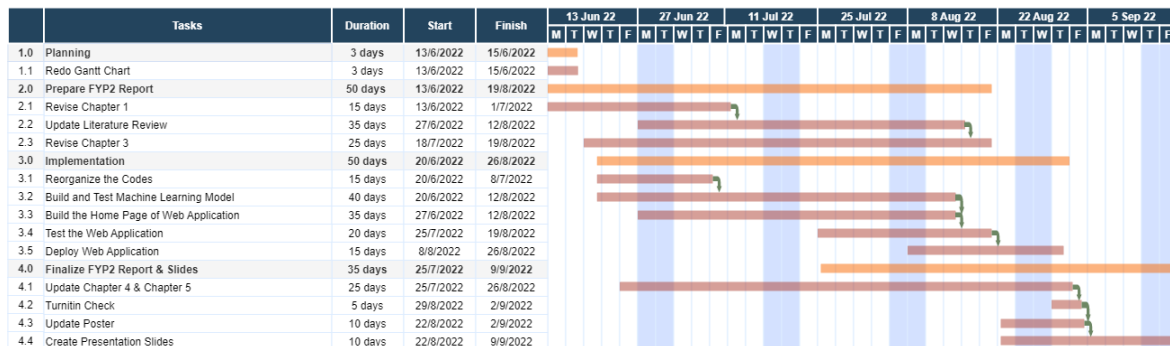 Tasks Duration Start Finish 13 Jun 22 27 Jun 22 11 Jul 22 25 Jul 22 8 Aug 22 22 Aug 22 5 Sep 22
M T W T F M T W T F M T W T F M T W T F M T W T F M T W T F M T W T F
1.0 Planning 3 days 13/6/2022 15/6/2022
1.1 Redo Gantt Chart 3 days 13/6/2022 15/6/2022
2.0 Prepare FYP2 Report 50 days 13/6/2022 19/8/2022
2.1 Revise Chapter 1 15 days 13/6/2022 1/7/2022
2.2 Update Literature Review 35 days 27/6/2022 12/8/2022
2.3 Revise Chapter 3 25 days 18/7/2022 19/8/2022
3.0 Implementation 50 days 20/6/2022 26/8/2022
3.1 Reorganize the Codes 15 days 20/6/2022 8/7/2022
3.2 Build and Test Machine Learning Model 40 days 20/6/2022 12/8/2022
3.3 Build the Home Page of Web Application 35 days 27/6/2022 12/8/2022
3.4 Test the Web Application 20 days 25/7/2022 19/8/2022
3.5 Deploy Web Application 15 days 8/8/2022 26/8/2022
4.0 Finalize FYP2 Report & Slides 35 days 25/7/2022 9/9/2022
4.1 Update Chapter 4 & Chapter 5 25 days 25/7/2022 26/8/2022
4.2 Turnitin Check 5 days 29/8/2022 2/9/2022
4.3 Update Poster 10 days 22/8/2022 2/9/2022
4.4 Create Presentation Slides 10 days 22/8/2022 9/9/2022